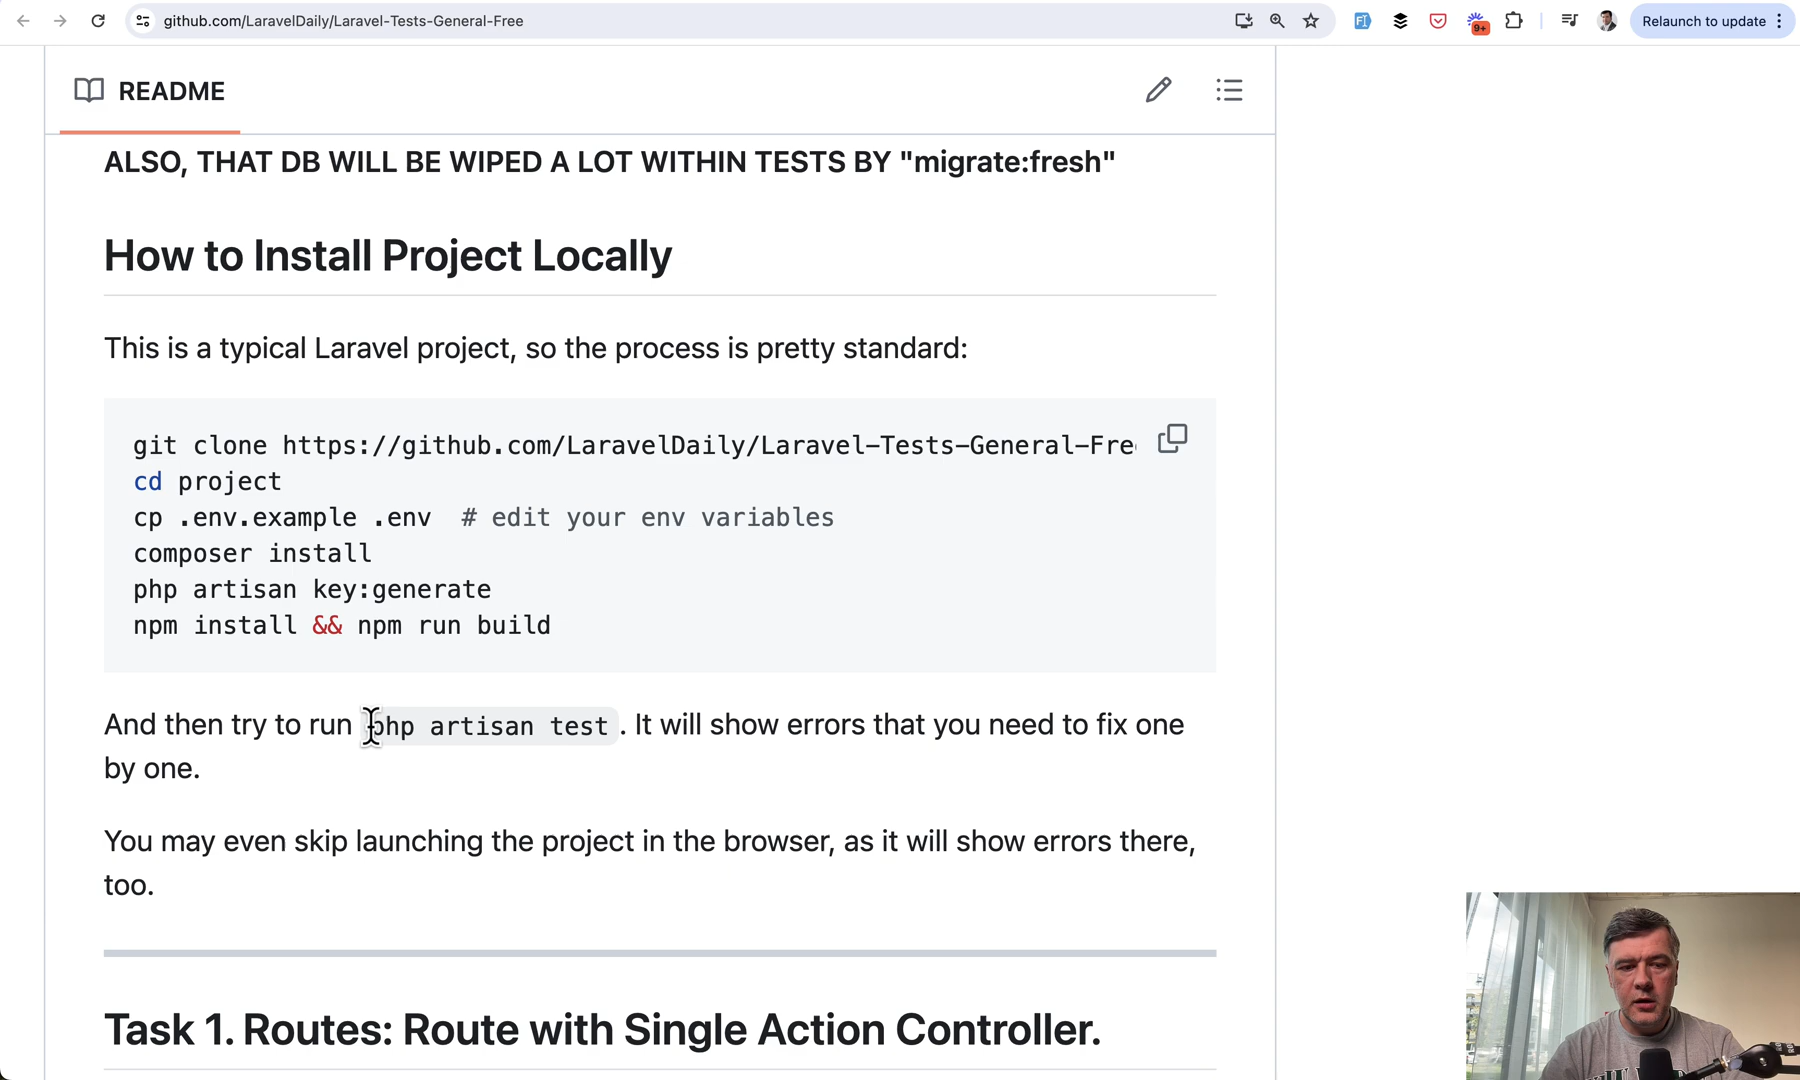 github.com/LaravelDaily/Laravel-Tests-General-Free
9+
Relaunch to update
README
ALSO, THAT DB WILL BE WIPED A LOT WITHIN TESTS BY "migrate:fresh"
How to Install Project Locally
This is a typical Laravel project, so the process is pretty standard:
git clone https://github.com/LaravelDaily/Laravel-Tests-General-Free
cd project
cp .env.example .env  # edit your env variables
composer install
php artisan key:generate
npm install && npm run build
And then try to run php artisan test. It will show errors that you need to fix one
by one.
You may even skip launching the project in the browser, as it will show errors there,
too.
Task 1. Routes: Route with Single Action Controller.